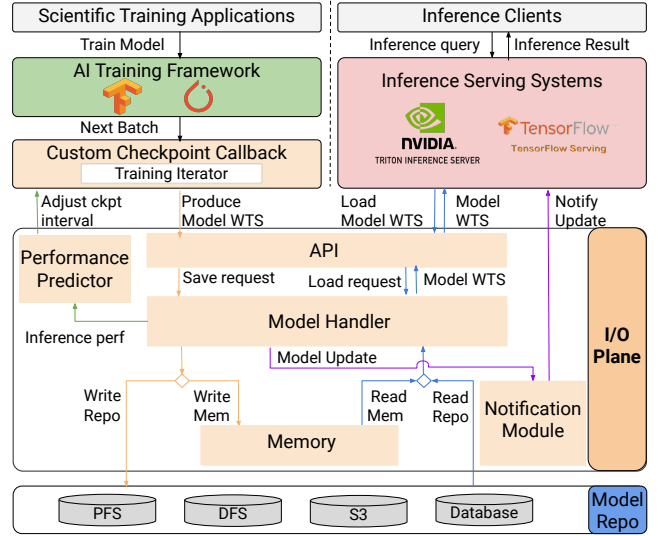 Scientific Training Applications
Inference Clients
Train Model
Inference query
Inference Result
AI Training Framework
Inference Serving Systems
NVIDIA
TRITON INFERENCE SERVER
TensorFlow
TensorFlow Serving
Next Batch
Custom Checkpoint Callback
Training Iterator
Adjust ckpt
interval
Produce
Model WTS
Load
Model WTS
Model
WTS
Notify
Update
Performance
Predictor
API
Save request
Load request
Model WTS
Model Handler
Inference perf
Model Update
I/O
Plane
Write
Repo
Write
Mem
Read
Mem
Read
Repo
Notification
Module
Memory
PFS
DFS
S3
Database
Model
Repo